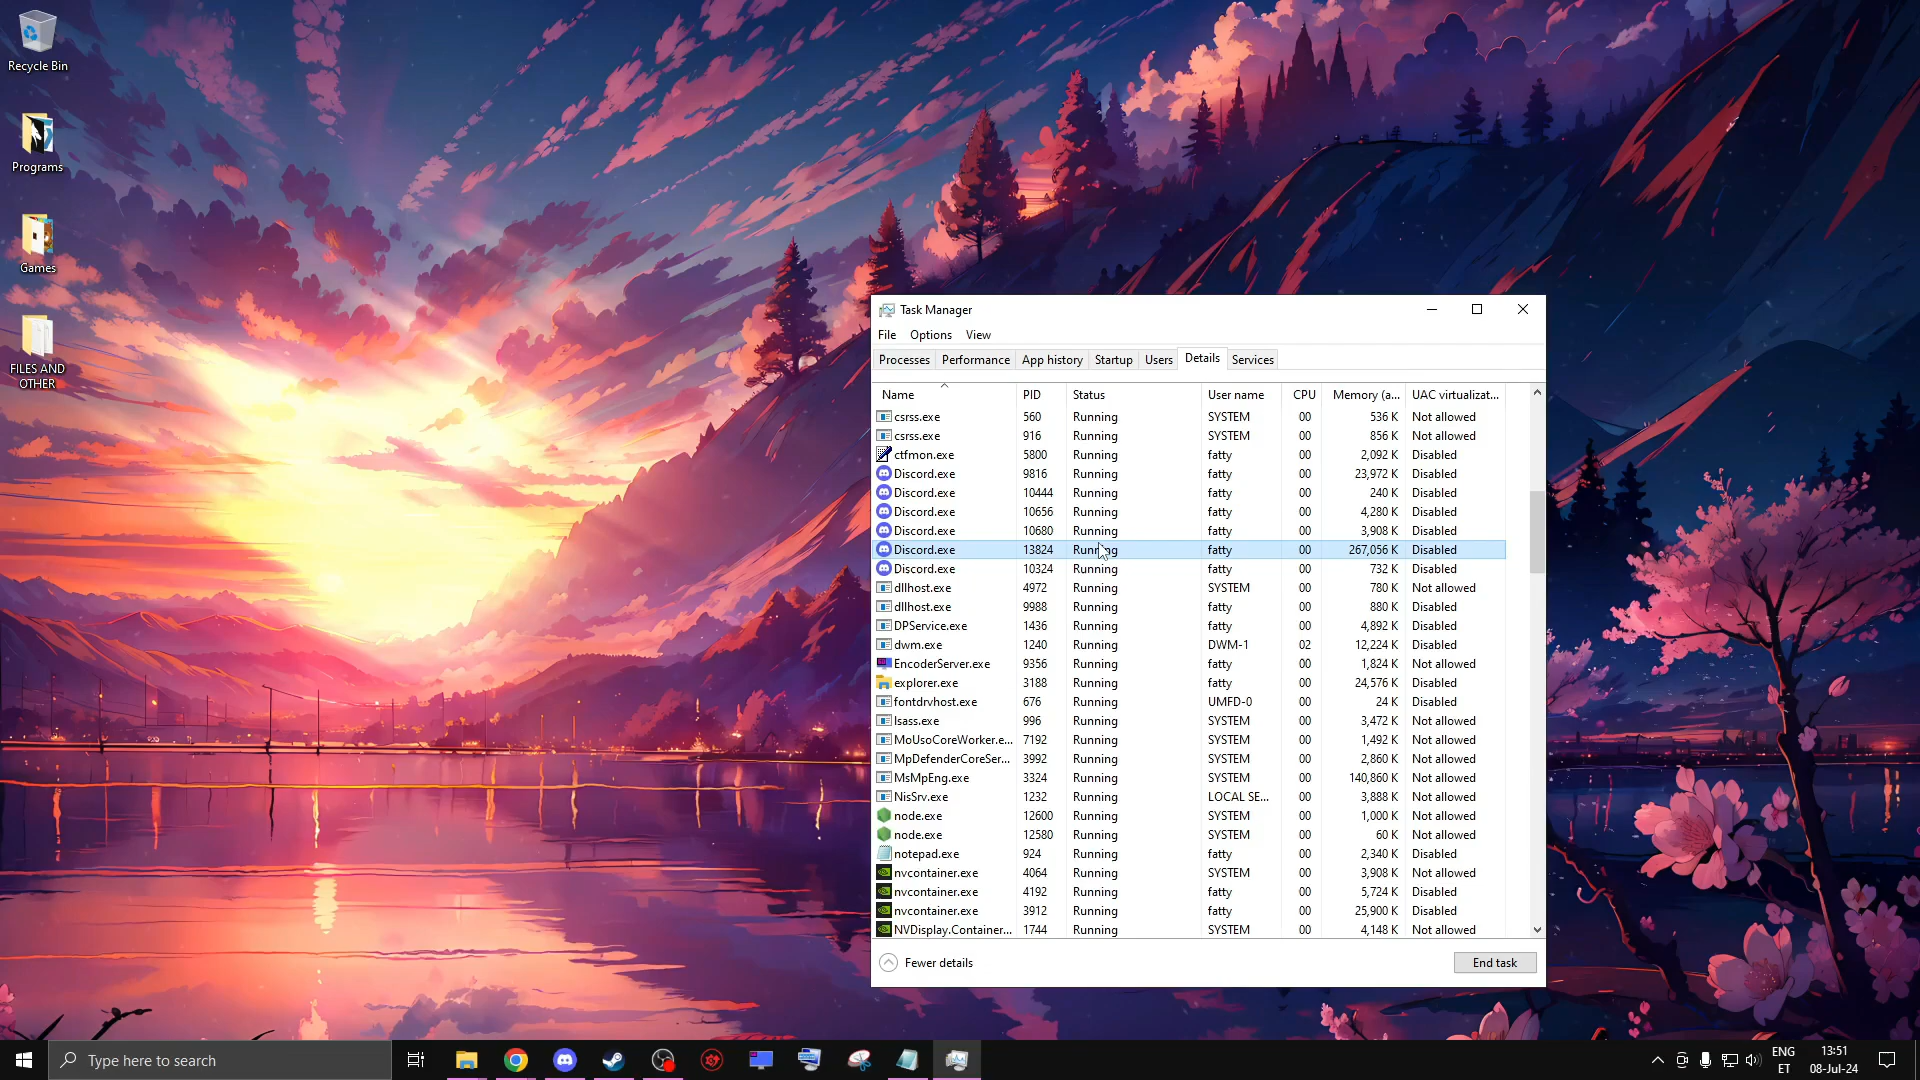 Recycle Bin
Programs
Games
FILES AND
OTHER
Task Manager
File Options View
Processes Performance App history Startup Users Details Services
Name PID Status User name CPU Memory (a... UAC virtualizat...
csrss.exe 560 Running SYSTEM 00 536 K Not allowed
csrss.exe 916 Running SYSTEM 00 856 K Not allowed
ctfmon.exe 5800 Running fatty 00 2,092 K Disabled
Discord.exe 9816 Running fatty 00 23,972 K Disabled
Discord.exe 10444 Running fatty 00 240 K Disabled
Discord.exe 10656 Running fatty 00 4,280 K Disabled
Discord.exe 10680 Running fatty 00 3,908 K Disabled
Discord.exe 13824 Running fatty 00 267,056 K Disabled
Discord.exe 10324 Running fatty 00 732 K Disabled
dllhost.exe 4972 Running SYSTEM 00 780 K Not allowed
dllhost.exe 9988 Running fatty 00 880 K Disabled
DPService.exe 1436 Running fatty 00 4,892 K Disabled
dwm.exe 1240 Running DWM-1 02 12,224 K Disabled
EncoderServer.exe 9356 Running fatty 00 1,824 K Not allowed
explorer.exe 3188 Running fatty 00 24,576 K Disabled
fontdrvhost.exe 676 Running UMFD-0 00 24 K Disabled
lsass.exe 996 Running SYSTEM 00 3,472 K Not allowed
MoUsoCoreWorker.e... 7192 Running SYSTEM 00 1,492 K Not allowed
MpDefenderCoreSer... 3992 Running SYSTEM 00 2,860 K Not allowed
MsMpEng.exe 3324 Running SYSTEM 00 140,860 K Not allowed
NisSrv.exe 1232 Running LOCAL SE... 00 3,888 K Not allowed
node.exe 12600 Running SYSTEM 00 1,000 K Not allowed
node.exe 12580 Running SYSTEM 00 60 K Not allowed
notepad.exe 924 Running fatty 00 2,340 K Disabled
nvcontainer.exe 4064 Running SYSTEM 00 3,908 K Not allowed
nvcontainer.exe 4192 Running fatty 00 5,724 K Disabled
nvcontainer.exe 3912 Running fatty 00 25,900 K Disabled
NVDisplay.Container... 1744 Running SYSTEM 00 4,148 K Not allowed
Fewer details End task
Type here to search
ENG
ET
13:51
08-Jul-24